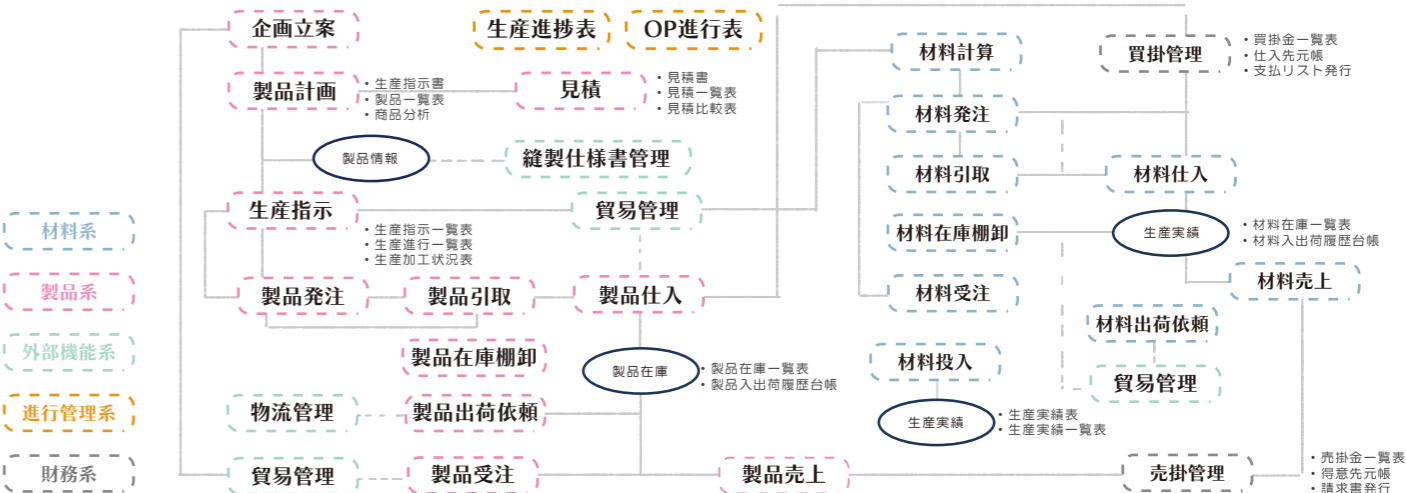 企画立案
生産進捗表
OP進行表
材料計算
買掛管理
・買掛金一覧表
・仕入先元帳
・支払リスト発行
製品計画
・生産指示書
・製品一覧表
・商品分析
見積
・見積書
・見積一覧表
・見積比較表
材料発注
製品情報
縫製仕様書管理
材料引取
材料仕入
生産指示
・生産指示一覧表
・生産進行一覧表
・生産加工状況表
貿易管理
材料在庫棚卸
生産実績
・材料在庫一覧表
・材料入出荷履歴台帳
材料系
製品系
外部機能系
進行管理系
財務系
製品発注
製品引取
製品仕入
材料受注
材料売上
製品在庫棚卸
製品在庫
・製品在庫一覧表
・製品入出荷履歴台帳
材料投入
材料出荷依頼
貿易管理
物流管理
製品出荷依頼
生産実績
・生産実績表
・生産実績一覧表
貿易管理
製品受注
製品売上
売掛管理
・売掛金一覧表
・得意先元帳
・請求書発行